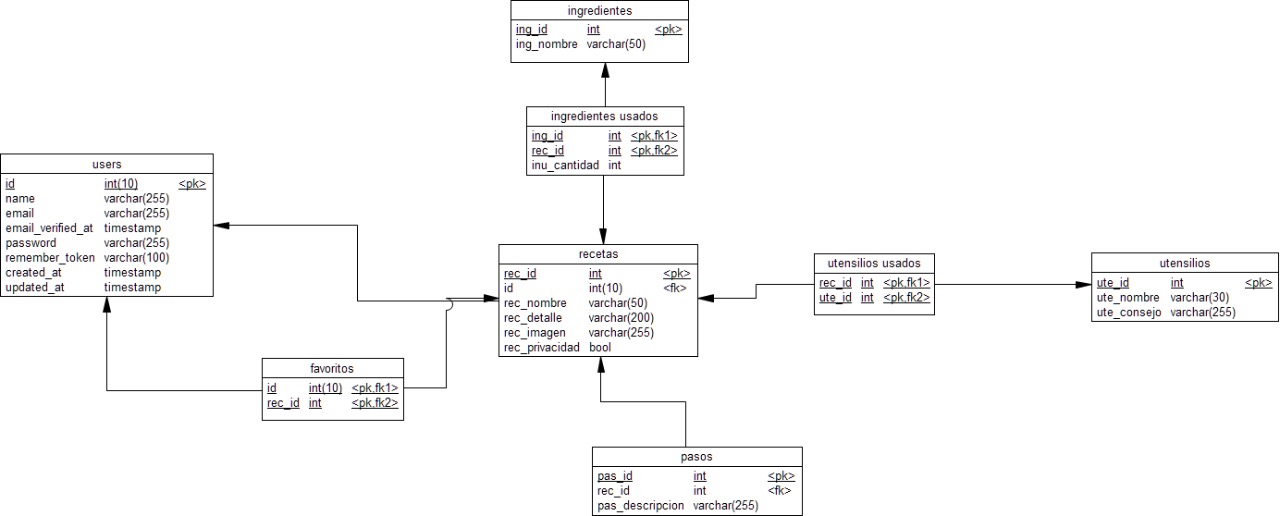 ingredientes
ing_id int <pk>
ing_nombre varchar(50)
ingredientes usados
ing_id int <pk,fk1>
rec_id int <pk,fk2>
inu_cantidad int
users
id int(10) <pk>
name varchar(255)
email varchar(255)
email_verified_at timestamp
password varchar(255)
remember_token varchar(100)
created_at timestamp
updated_at timestamp
recetas
rec_id int <pk>
id int(10) <fk>
rec_nombre varchar(50)
rec_detalle varchar(200)
rec_imagen varchar(255)
rec_privacidad bool
utensilios usados
rec_id int <pk,fk1>
ute_id int <pk,fk2>
utensilios
ute_id int <pk>
ute_nombre varchar(30)
ute_consejo varchar(255)
favoritos
id int(10) <pk,fk1>
rec_id int <pk,fk2>
pasos
pas_id int <pk>
rec_id int <fk>
pas_descripcion varchar(255)